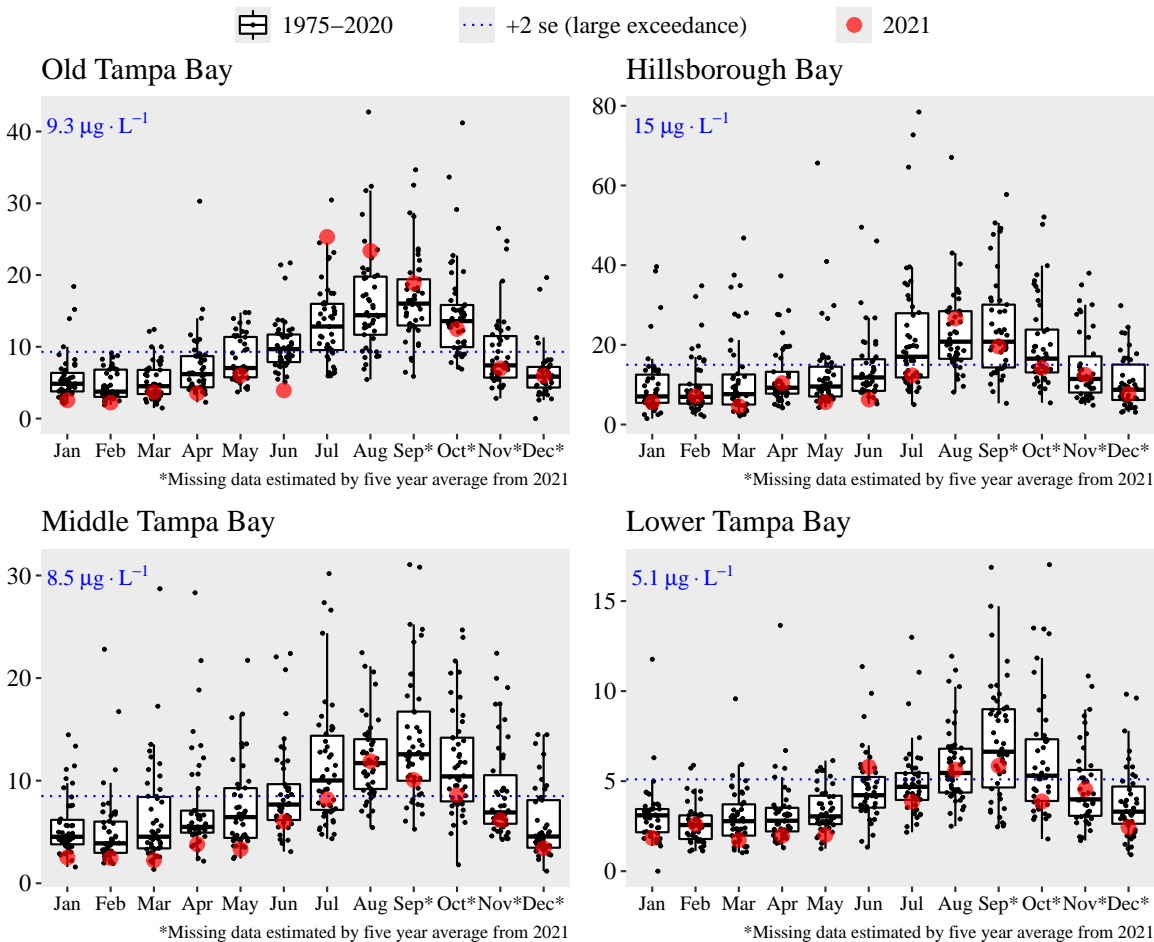 1975−2020 +2 se (large exceedance) 2021
Old Tampa Bay
9.3 μg ⋅ L−1
40
30
20
10
0
Jan Feb Mar Apr May Jun Jul Aug Sep* Oct* Nov* Dec*
*Missing data estimated by five year average from 2021
Hillsborough Bay
15 μg ⋅ L−1
80
60
40
20
0
Jan Feb Mar Apr May Jun Jul Aug Sep* Oct* Nov* Dec*
*Missing data estimated by five year average from 2021
Middle Tampa Bay
8.5 μg ⋅ L−1
30
20
10
0
Jan Feb Mar Apr May Jun Jul Aug Sep* Oct* Nov* Dec*
*Missing data estimated by five year average from 2021
Lower Tampa Bay
5.1 μg ⋅ L−1
15
10
5
0
Jan Feb Mar Apr May Jun Jul Aug Sep* Oct* Nov* Dec*
*Missing data estimated by five year average from 2021